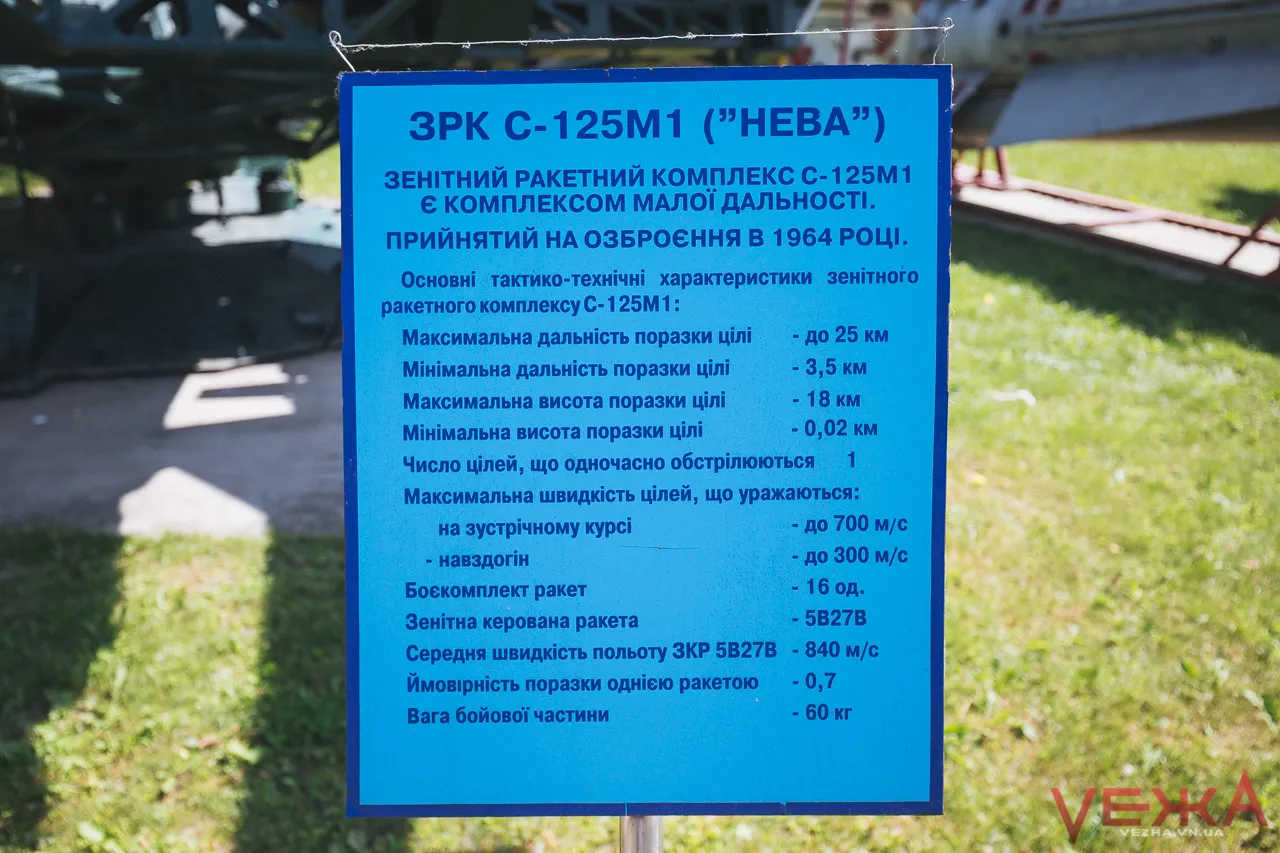 ЗРК С-125М1 (”НЕВА”)
ЗЕНІТНИЙ РАКЕТНИЙ КОМПЛЕКС С-125М1
Є КОМПЛЕКСОМ МАЛОЇ ДАЛЬНОСТІ.
ПРИЙНЯТИЙ НА ОЗБРОЄННЯ В 1964 РОЦІ.
Основні тактико-технічні характеристики зенітного
ракетного комплексу С-125М1:
Максимальна дальність поразки цілі - до 25 км
Мінімальна дальність поразки цілі - 3,5 км
Максимальна висота поразки цілі - 18 км
Мінімальна висота поразки цілі - 0,02 км
Число цілей, що одночасно обстрілюються 1
Максимальна швидкість цілей, що уражаються:
на зустрічному курсі - до 700 м/с
- навздогін - до 300 м/с
Боєкомплект ракет - 16 од.
Зенітна керована ракета - 5В27В
Середня швидкість польоту ЗКР 5В27В - 840 м/с
Ймовірність поразки однією ракетою - 0,7
Вага бойової частини - 60 кг
VЕЖА
VEZHA.VN.UA